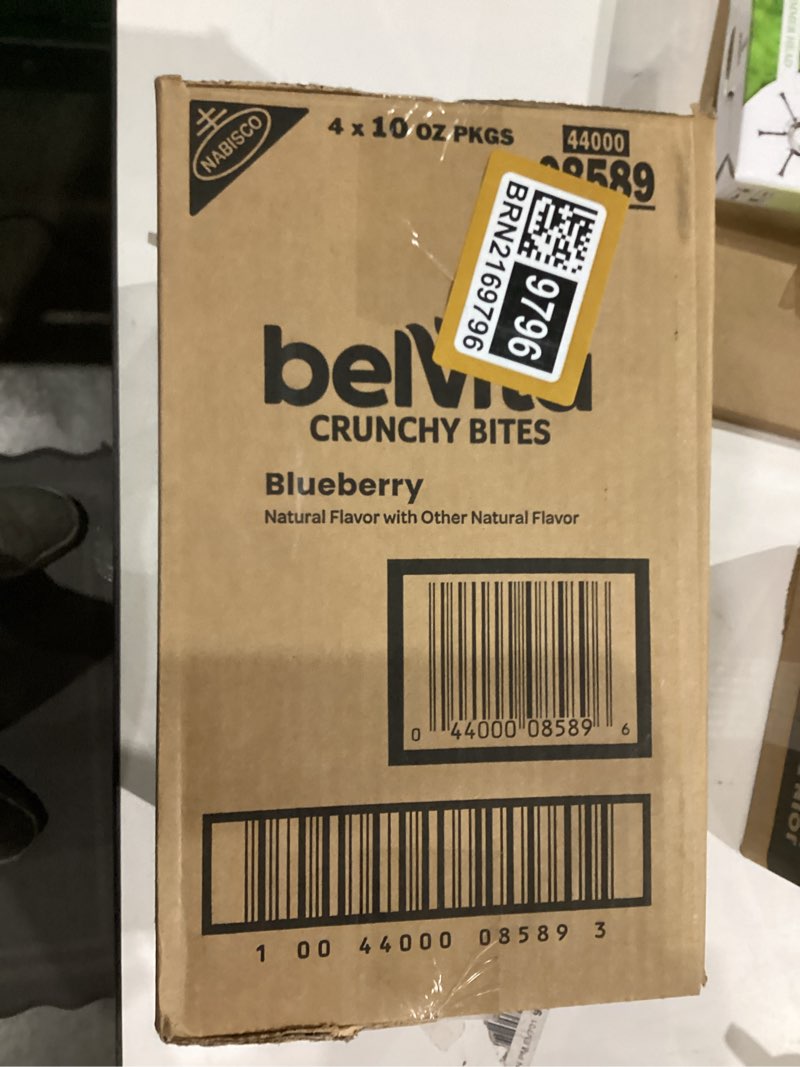 NABISCO
4 x 10 OZ PKGS
44000
08589
BRN2169796
9796
belVita
CRUNCHY BITES
Blueberry
Natural Flavor with Other Natural Flavor
0 44000 08589 6
1 00 44000 08589 3